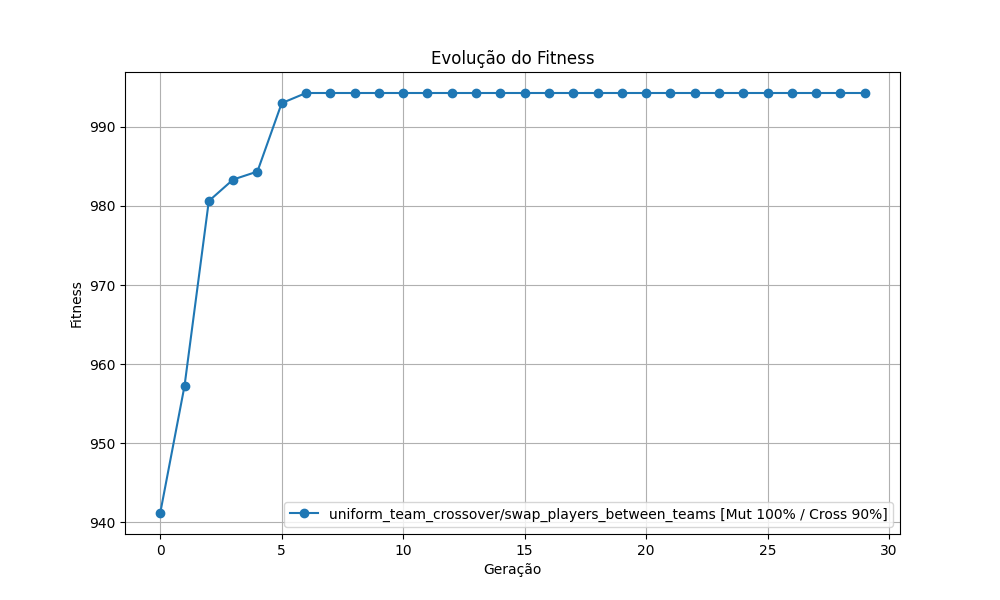 Evolução do Fitness
Fitness
990
980
970
960
950
940
uniform_team_crossover/swap_players_between_teams [Mut 100% / Cross 90%]
0 5 10 15 20 25 30
Geração